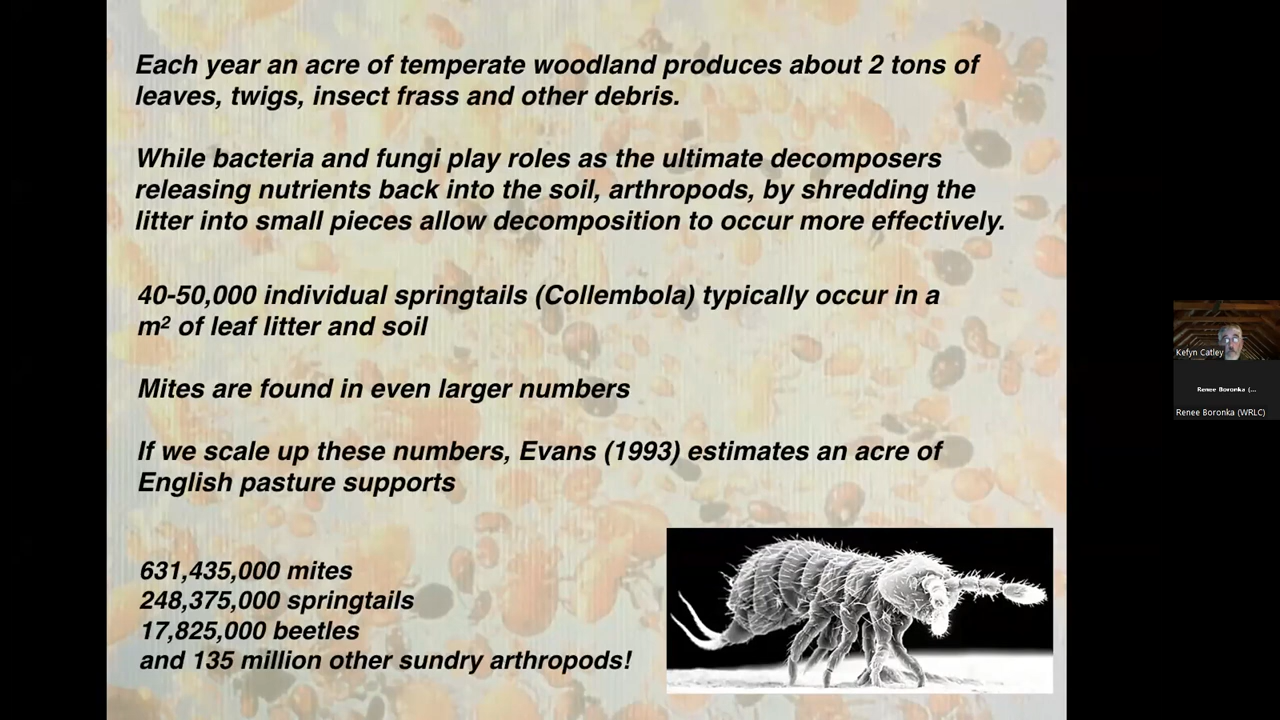 Each year an acre of temperate woodland produces about 2 tons of
leaves, twigs, insect frass and other debris.
While bacteria and fungi play roles as the ultimate decomposers
releasing nutrients back into the soil, arthropods, by shredding the
litter into small pieces allow decomposition to occur more effectively.
40-50,000 individual springtails (Collembola) typically occur in a
m² of leaf litter and soil
Mites are found in even larger numbers
If we scale up these numbers, Evans (1993) estimates an acre of
English pasture supports
631,435,000 mites
248,375,000 springtails
17,825,000 beetles
and 135 million other sundry arthropods!
Kefyn Catley
Renee Boronka (...
Renee Boronka (WRLC)